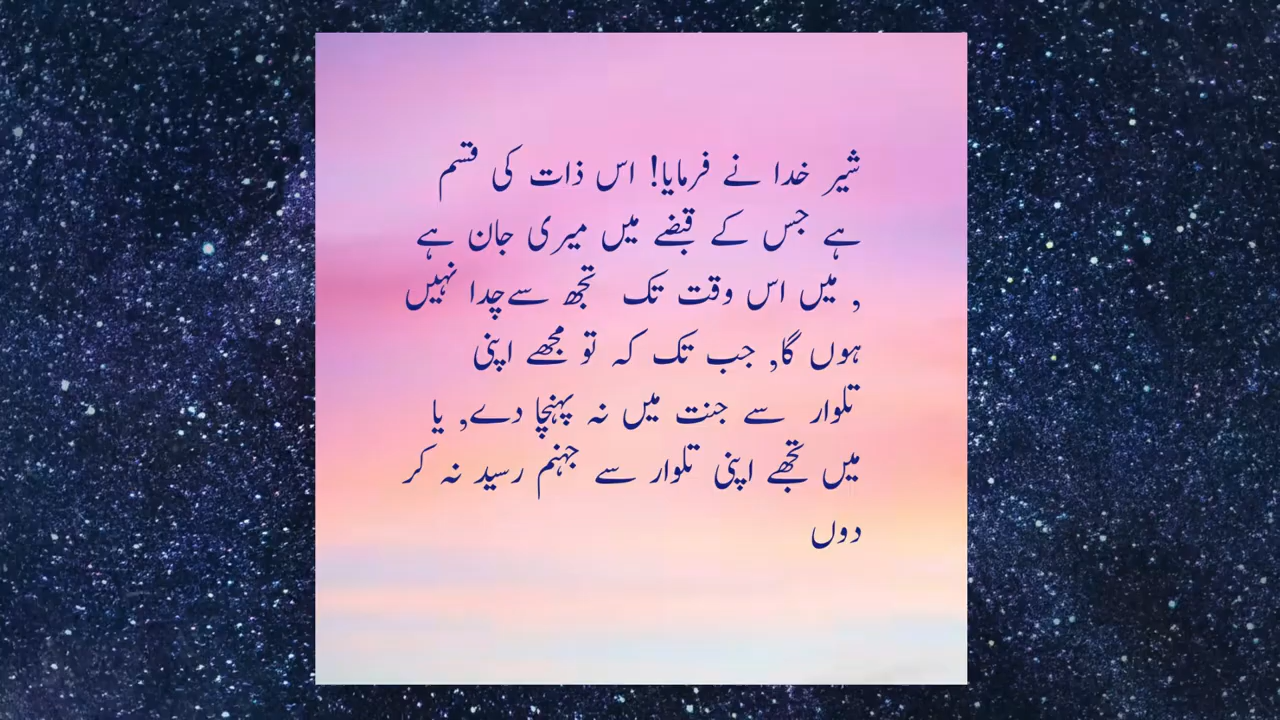 شیر خدا نے فرمایا! اس ذات کی قسم
ہے جس کے قبضے میں میری جان ہے
, میں اس وقت تک تجھ سےچدا نہیں
ہوں گا, جب تک کہ تو مجھے اپنی
تلوار سے جنت میں نہ پہنچا دے, یا
میں تجھے اپنی تلوار سے جہنم رسید نہ کر
دوں